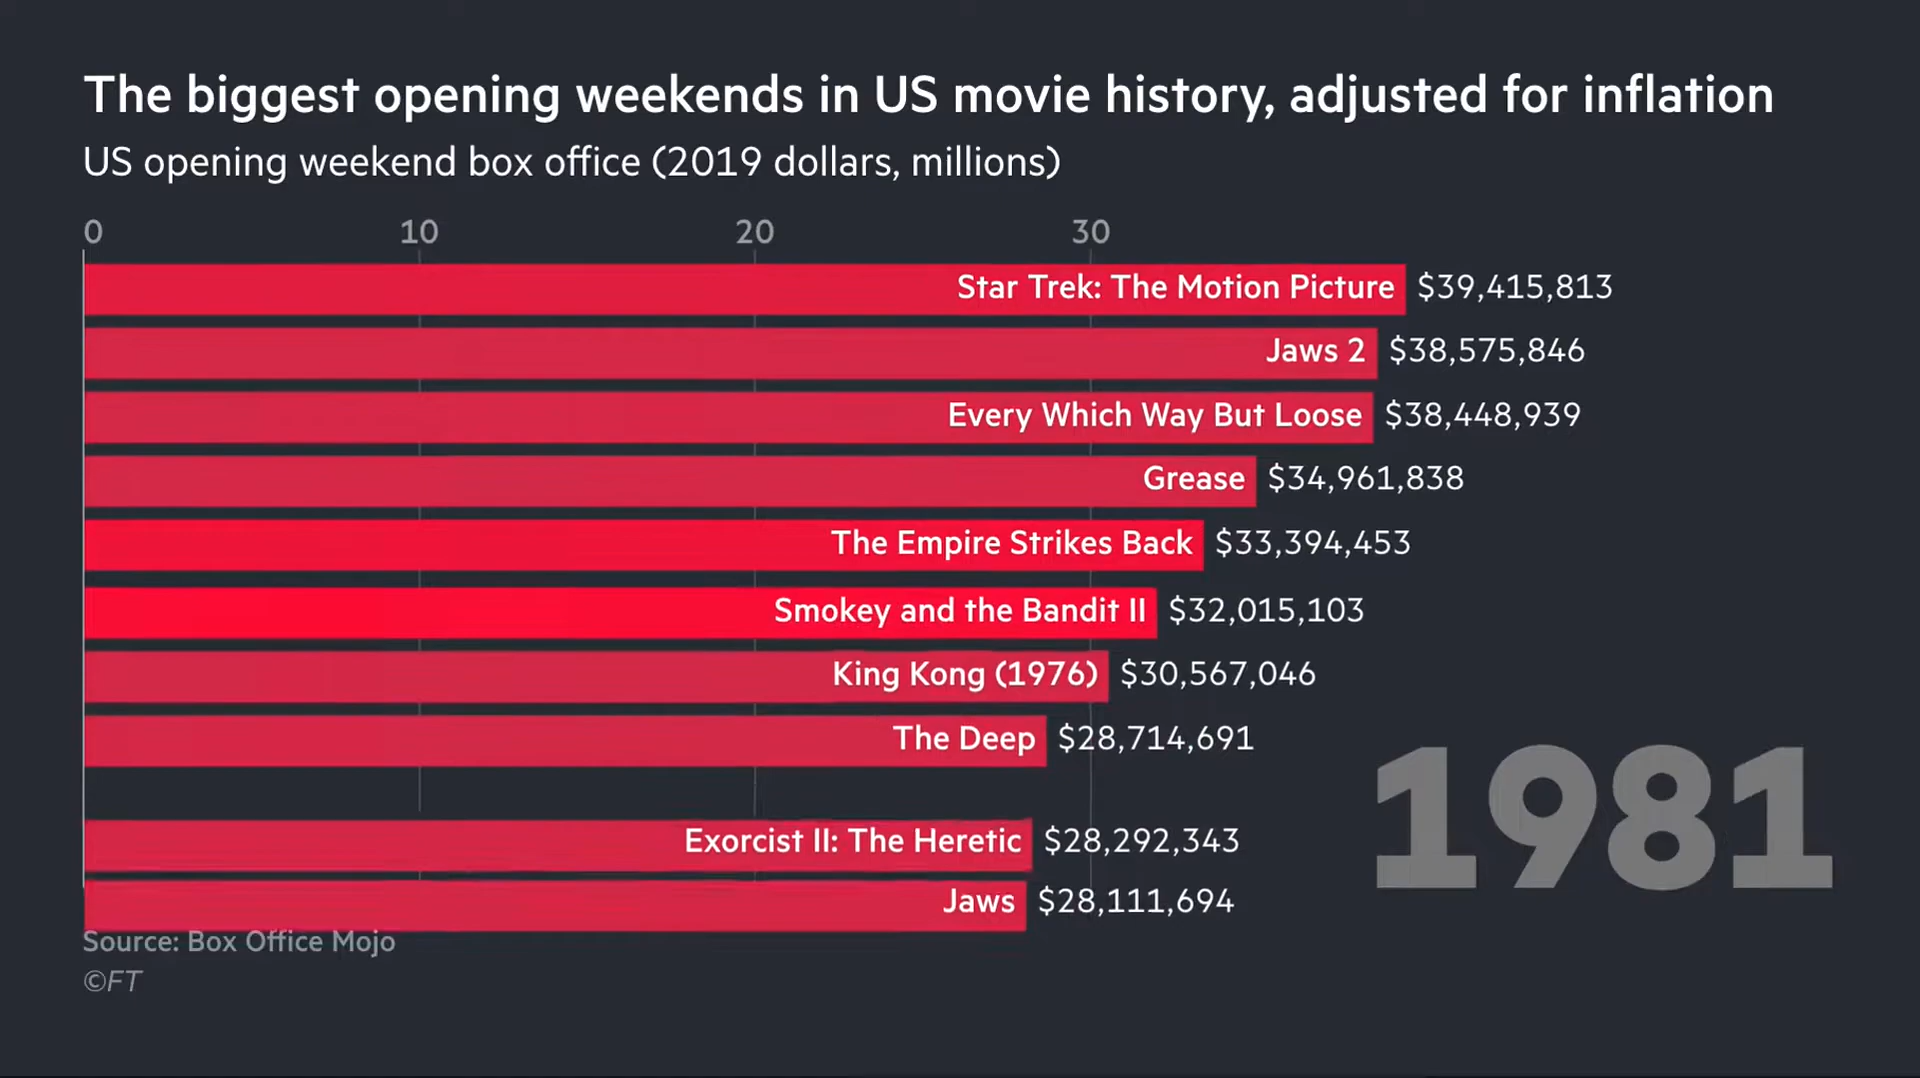 The biggest opening weekends in US movie history, adjusted for inflation
US opening weekend box office (2019 dollars, millions)
0 10 20 30
Star Trek: The Motion Picture $39,415,813
Jaws 2 $38,575,846
Every Which Way But Loose $38,448,939
Grease $34,961,838
The Empire Strikes Back $33,394,453
Smokey and the Bandit II $32,015,103
King Kong (1976) $30,567,046
The Deep $28,714,691
Exorcist II: The Heretic $28,292,343
Jaws $28,111,694
1981
Source: Box Office Mojo
©FT